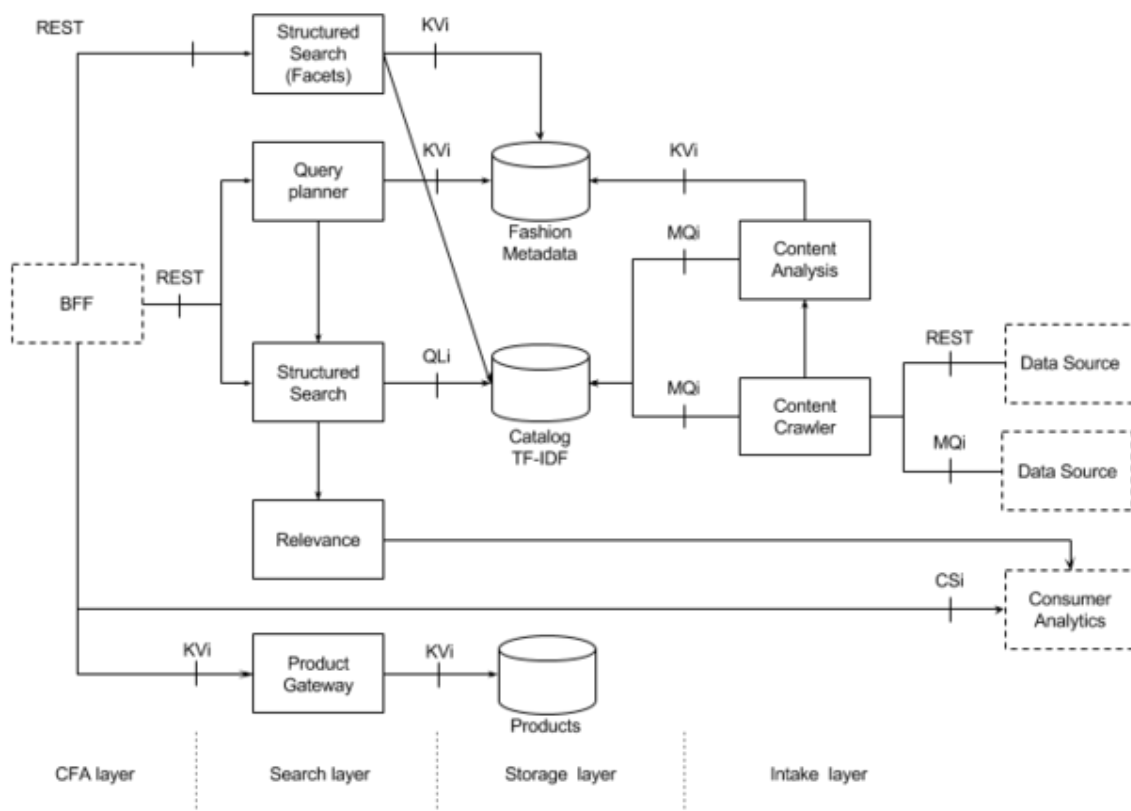 REST
Structured
Search
(Facets)
KVi
Query
planner
KVi
Fashion
Metadata
KVi
MQi
Content
Analysis
BFF
REST
Structured
Search
QLi
Catalog
TF-IDF
MQi
Content
Crawler
REST
Data Source
MQi
Data Source
Relevance
CSi
Consumer
Analytics
KVi
Product
Gateway
KVi
Products
CFA layer
Search layer
Storage layer
Intake layer